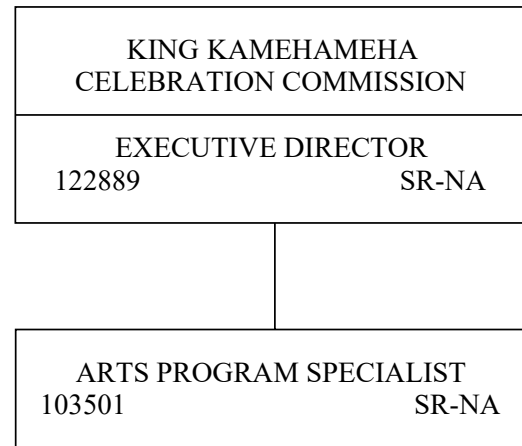 KING KAMEHAMEHA
CELEBRATION COMMISSION
EXECUTIVE DIRECTOR
122889 SR-NA
ARTS PROGRAM SPECIALIST
103501 SR-NA